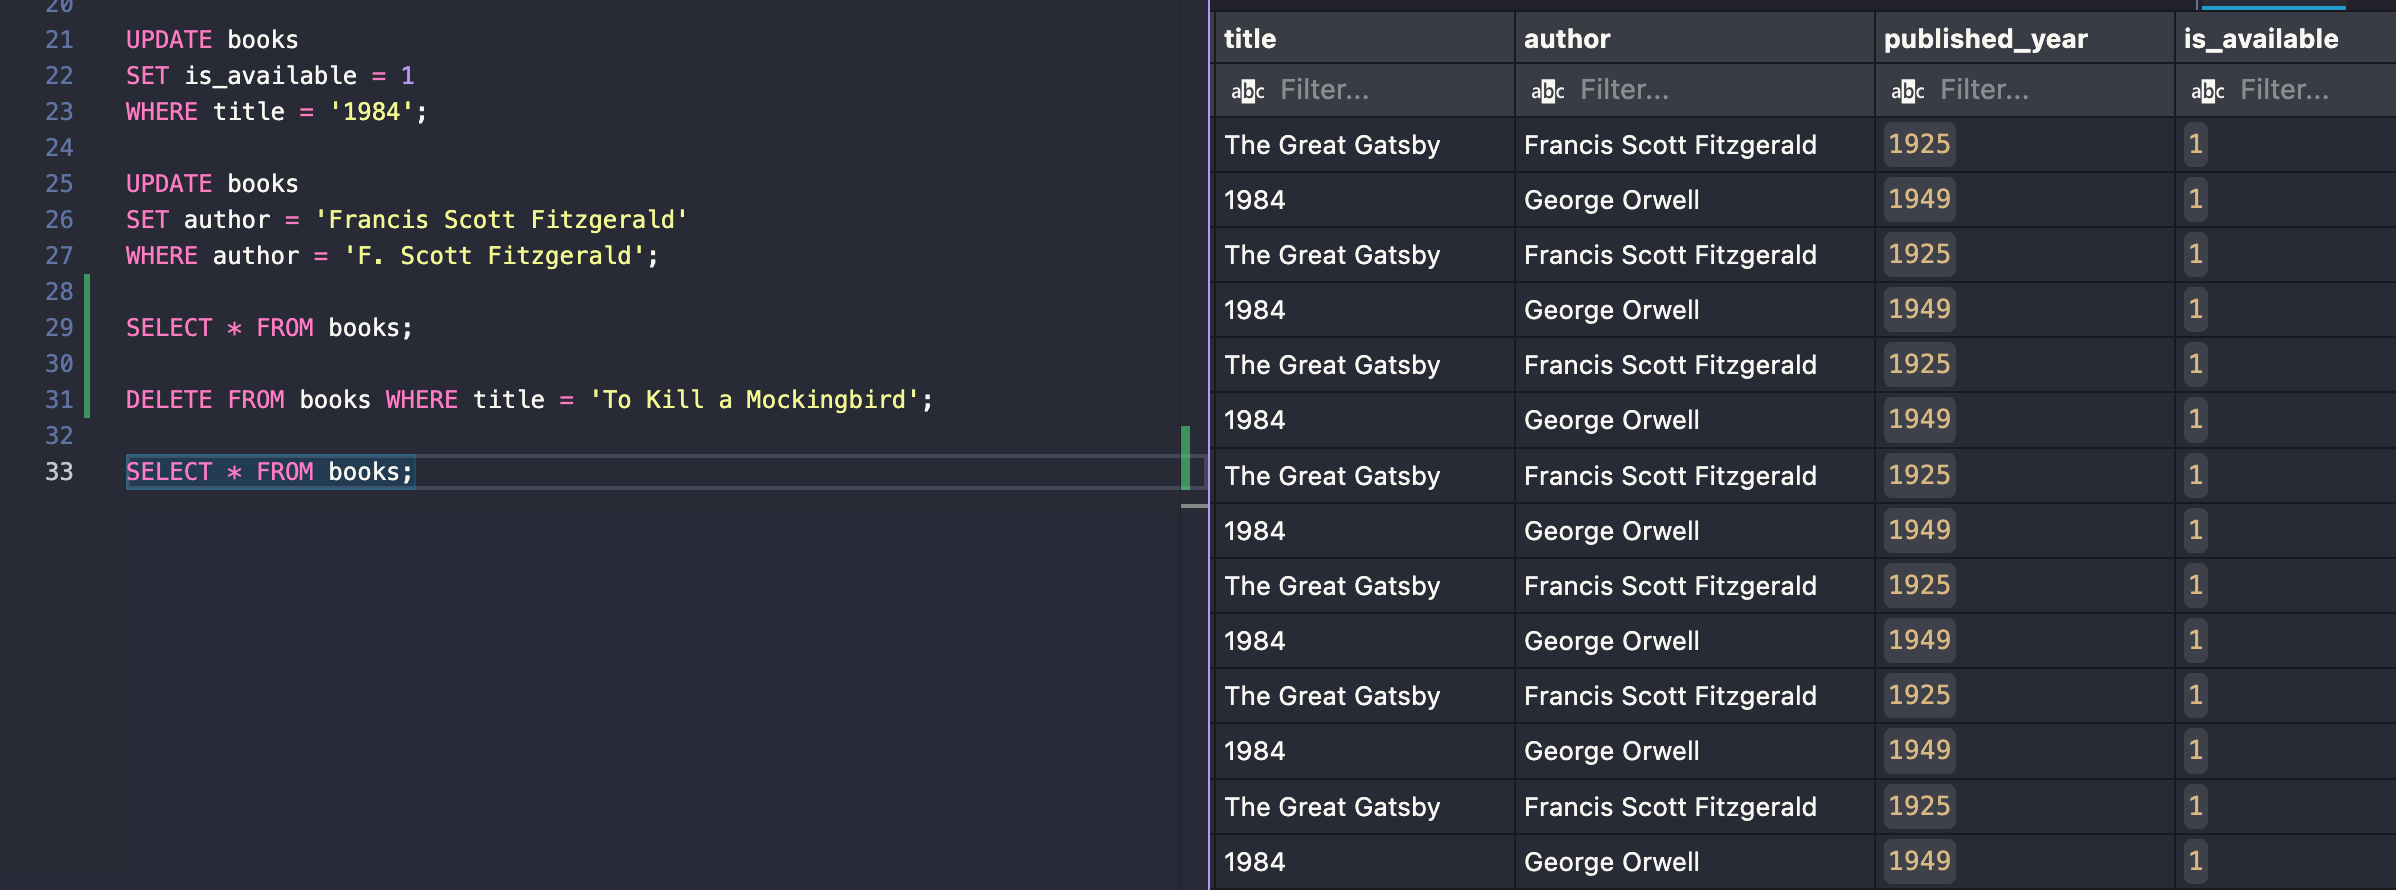 20
21 UPDATE books
22 SET is_available = 1
23 WHERE title = '1984';
24
25 UPDATE books
26 SET author = 'Francis Scott Fitzgerald'
27 WHERE author = 'F. Scott Fitzgerald';
28
29 SELECT * FROM books;
30
31 DELETE FROM books WHERE title = 'To Kill a Mockingbird';
32
33 SELECT * FROM books;
title author published_year is_available
abc Filter... abc Filter... abc Filter... abc Filter...
The Great Gatsby Francis Scott Fitzgerald 1925 1
1984 George Orwell 1949 1
The Great Gatsby Francis Scott Fitzgerald 1925 1
1984 George Orwell 1949 1
The Great Gatsby Francis Scott Fitzgerald 1925 1
1984 George Orwell 1949 1
The Great Gatsby Francis Scott Fitzgerald 1925 1
1984 George Orwell 1949 1
The Great Gatsby Francis Scott Fitzgerald 1925 1
1984 George Orwell 1949 1
The Great Gatsby Francis Scott Fitzgerald 1925 1
1984 George Orwell 1949 1
The Great Gatsby Francis Scott Fitzgerald 1925 1
1984 George Orwell 1949 1